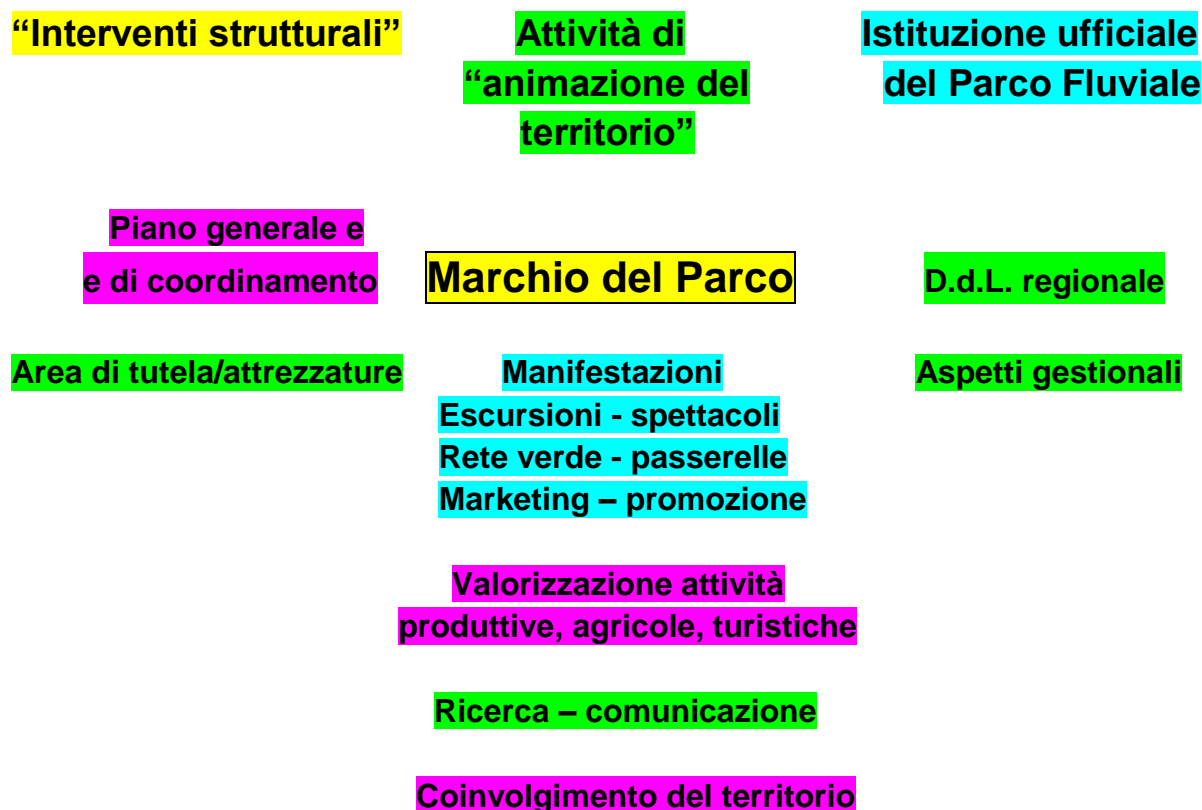 “Interventi strutturali”
Attività di
“animazione del
territorio”
Istituzione ufficiale
del Parco Fluviale
Piano generale e
e di coordinamento
Marchio del Parco
D.d.L. regionale
Area di tutela/attrezzature
Manifestazioni
Escursioni - spettacoli
Rete verde - passerelle
Marketing – promozione
Aspetti gestionali
Valorizzazione attività
produttive, agricole, turistiche
Ricerca – comunicazione
Coinvolgimento del territorio